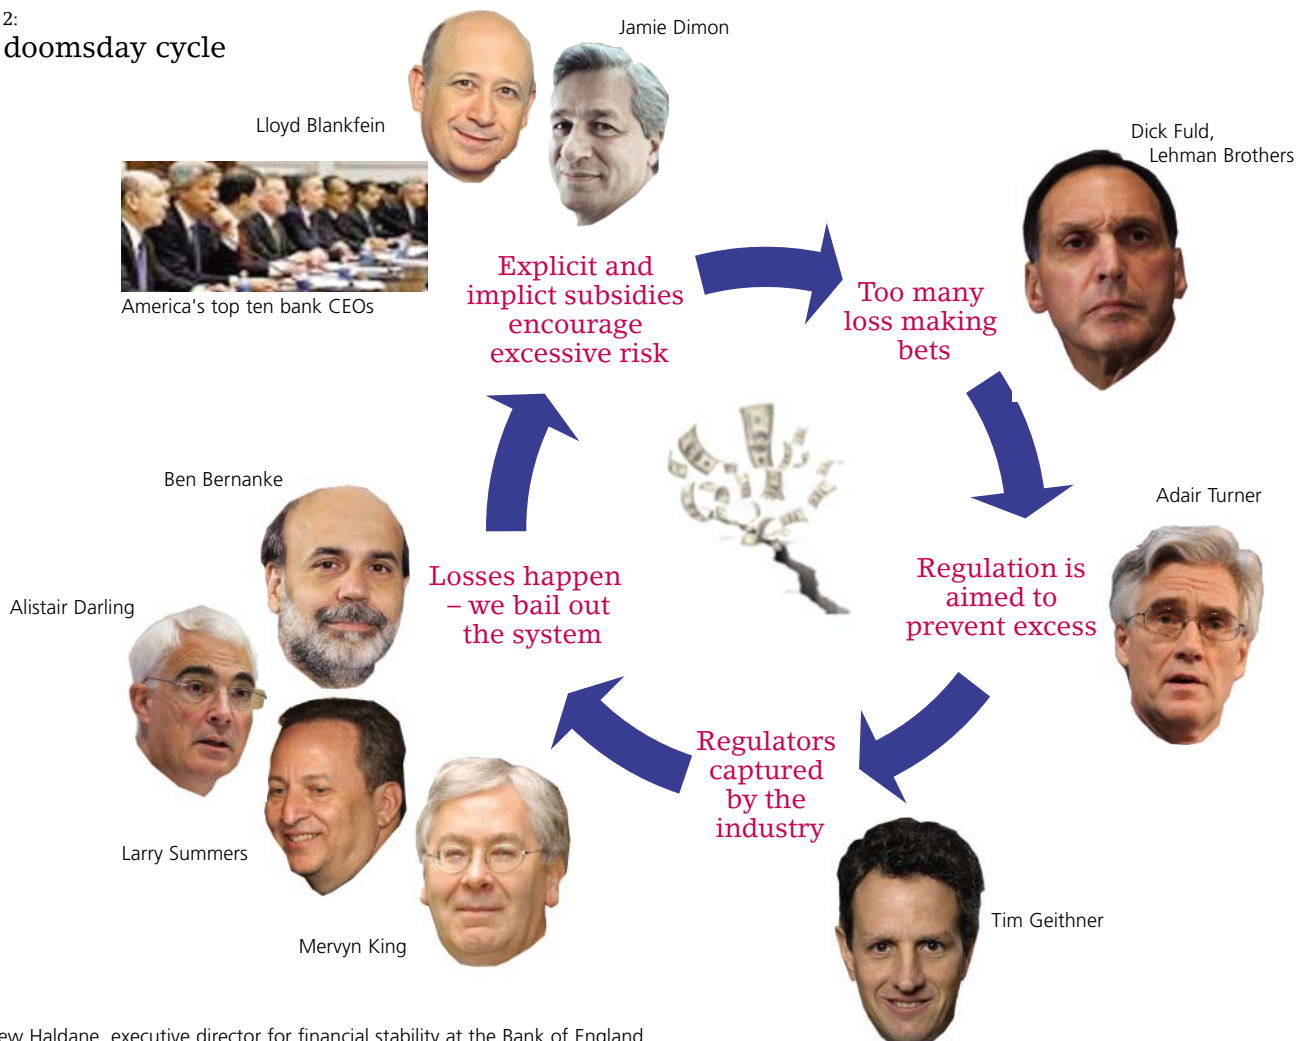 2:
doomsday cycle
Jamie Dimon
Lloyd Blankfein
Dick Fuld,
Lehman Brothers
America's top ten bank CEOs
Explicit and
implict subsidies
encourage
excessive risk
Too many
loss making
bets
Ben Bernanke
Adair Turner
Losses happen
– we bail out
the system
Regulation is
aimed to
prevent excess
Alistair Darling
Regulators
captured
by the
industry
Larry Summers
Mervyn King
Tim Geithner
ew Haldane, executive director for financial stability at the Bank of England